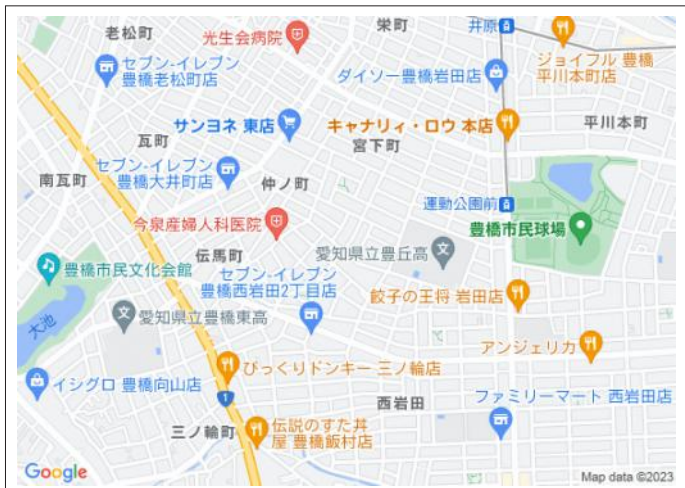 老松町
光生会病院
栄町
井原
セブン-イレブン
豊橋老松町店
ジョイフル 豊橋
平川本町店
ダイソー豊橋岩田店
サンヨネ 東店
キャナリィ・ロウ 本店
平川本町
瓦町
宮下町
セブン-イレブン
豊橋大井町店
南瓦町
仲ノ町
運動公園前
今泉産婦人科医院
豊橋市民球場
伝馬町
愛知県立豊丘高
豊橋市民文化会館
セブン-イレブン
豊橋西岩田2丁目店
餃子の王将 岩田店
大池
愛知県立豊橋東高
アンジェリカ
びっくりドンキー 三ノ輪店
イシグロ 豊橋向山店
1
西岩田
ファミリーマート 西岩田店
三ノ輪町
伝説のすた丼
屋 豊橋飯村店
Google
Map data ©2023